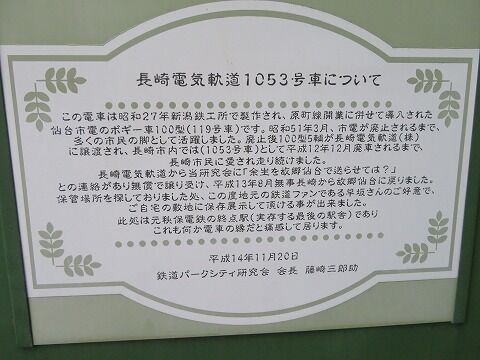 長崎電気軌道1053号車について
この電車は昭和27年新潟鉄工所で製作され、原町線開業に併せて導入された
仙台市電のボギー車100型(119号車)です。昭和51年3月、市電が廃止されるまで、
多くの市民の脚として活躍しました。廃止後100型5輌が長崎電気軌道(株)
に譲渡され、長崎市内では(1053号車)として平成12年12月廃車されるまで、
長崎市民に愛され走り続けました。
長崎電気軌道から当研究会に「余生を故郷仙台で送らせては?」
との連絡があり無償で譲り受け、平成13年8月無事長崎から故郷仙台に戻りました。
保管場所を探しておりました処、この度地元の鉄道ファンである早坂さんのご好意で、
ご自宅の敷地に保存展示して頂ける事が出来ました。
此処は元秋保電鉄の終点駅(実存する最後の駅舎)であり
これも何か電車の縁だと痛感して居ります。
平成14年11月20日
鉄道パークシティ研究会 会長 藤崎三郎助